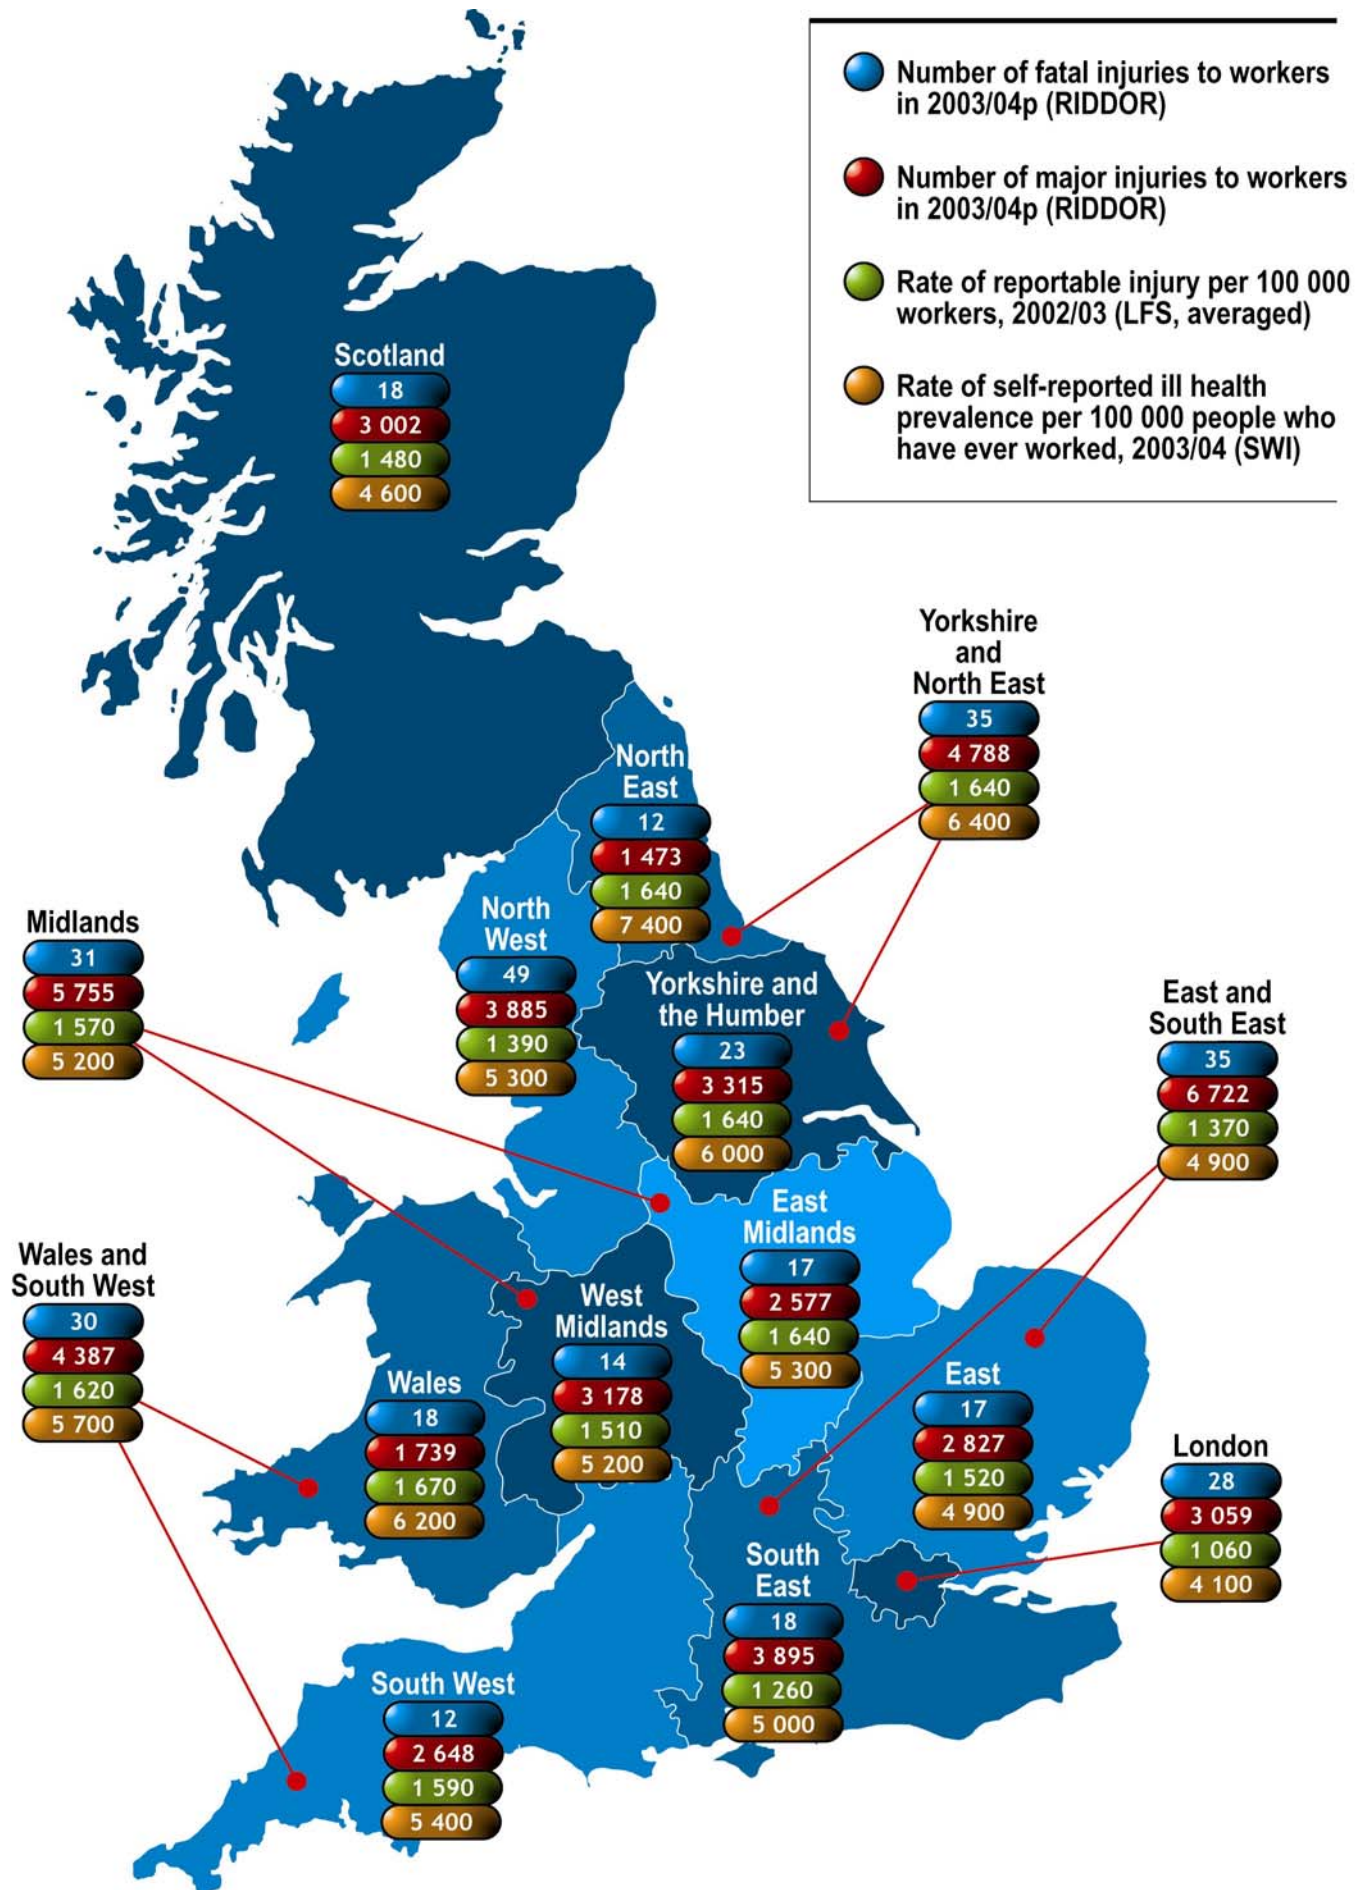 Number of fatal injuries to workers
in 2003/04p (RIDDOR)
Number of major injuries to workers
in 2003/04p (RIDDOR)
Rate of reportable injury per 100 000
workers, 2002/03 (LFS, averaged)
Rate of self-reported ill health
prevalence per 100 000 people who
have ever worked, 2003/04 (SWI)
Scotland
18
3 002
1 480
4 600
Yorkshire
and
North East
35
4 788
1 640
6 400
North
East
12
1 473
1 640
7 400
North
West
49
3 885
1 390
5 300
Midlands
31
5 755
1 570
5 200
Yorkshire and
the Humber
23
3 315
1 640
6 000
East and
South East
35
6 722
1 370
4 900
East
Midlands
17
2 577
1 640
5 300
Wales and
South West
30
4 387
1 620
5 700
West
Midlands
14
3 178
1 510
5 200
Wales
18
1 739
1 670
6 200
East
17
2 827
1 520
4 900
London
28
3 059
1 060
4 100
South
East
18
3 895
1 260
5 000
South West
12
2 648
1 590
5 400